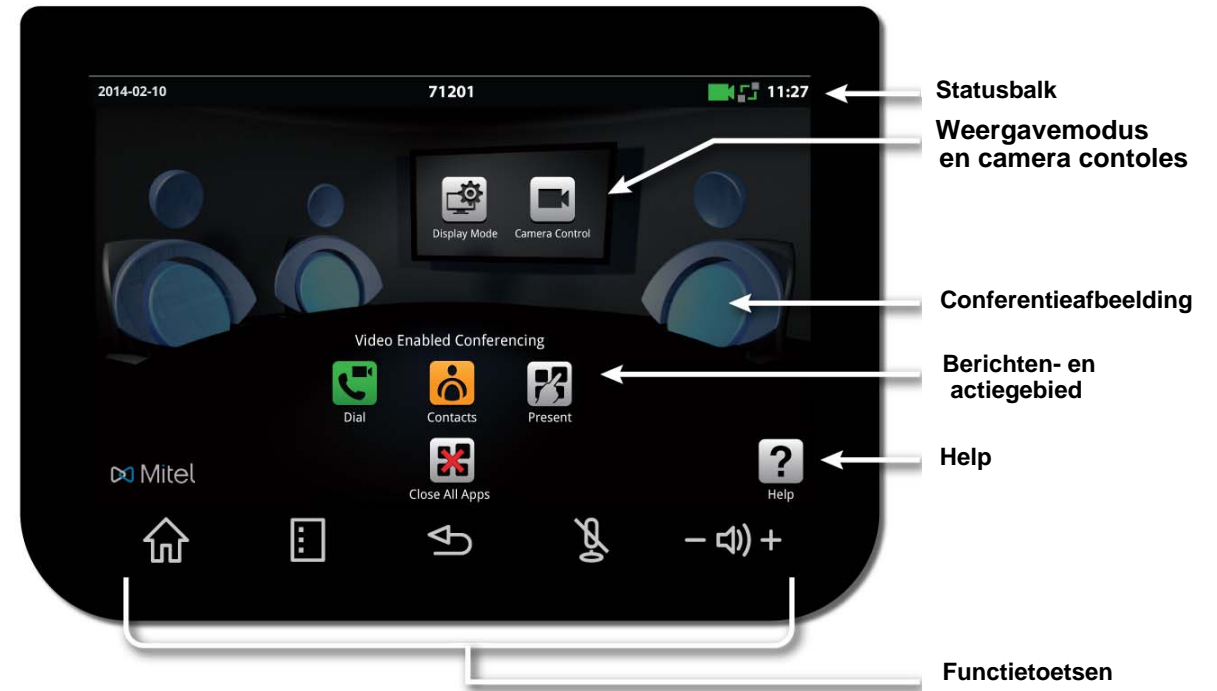 2014-02-10 71201 11:27
Statusbalk
Weergavemodus
en camera contoles
Display Mode Camera Control
Conferentieafbeelding
Video Enabled Conferencing
Berichten- en
actiegebied
Dial Contacts Present
Help
Mitel
Close All Apps
?
Help
Functietoetsen